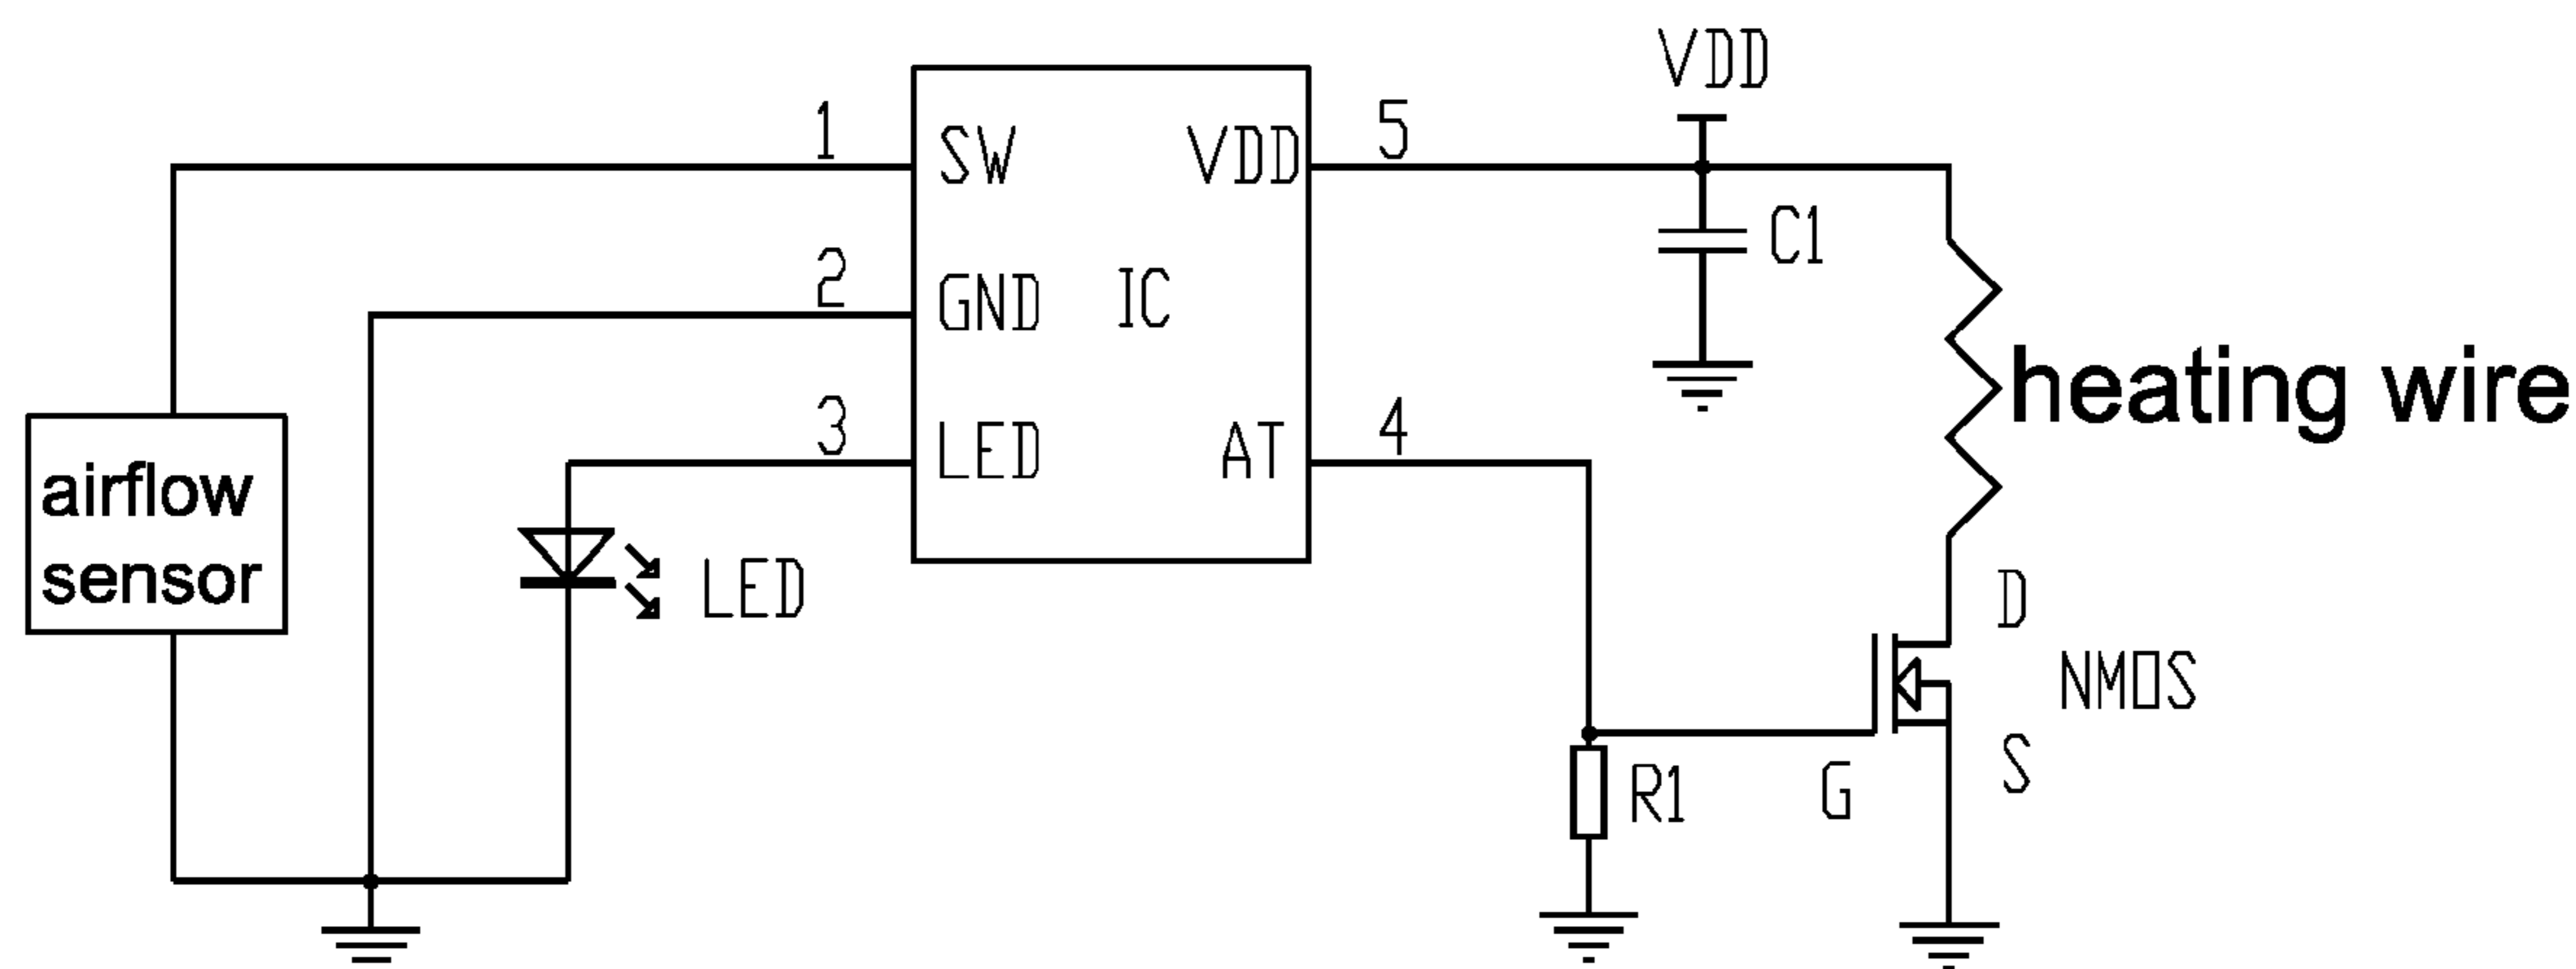 VDD
1
SW
VDD
5
C1
2
GND
IC
heating wire
3
LED
AT
4
airflow
sensor
LED
D
NMOS
S
R1
G